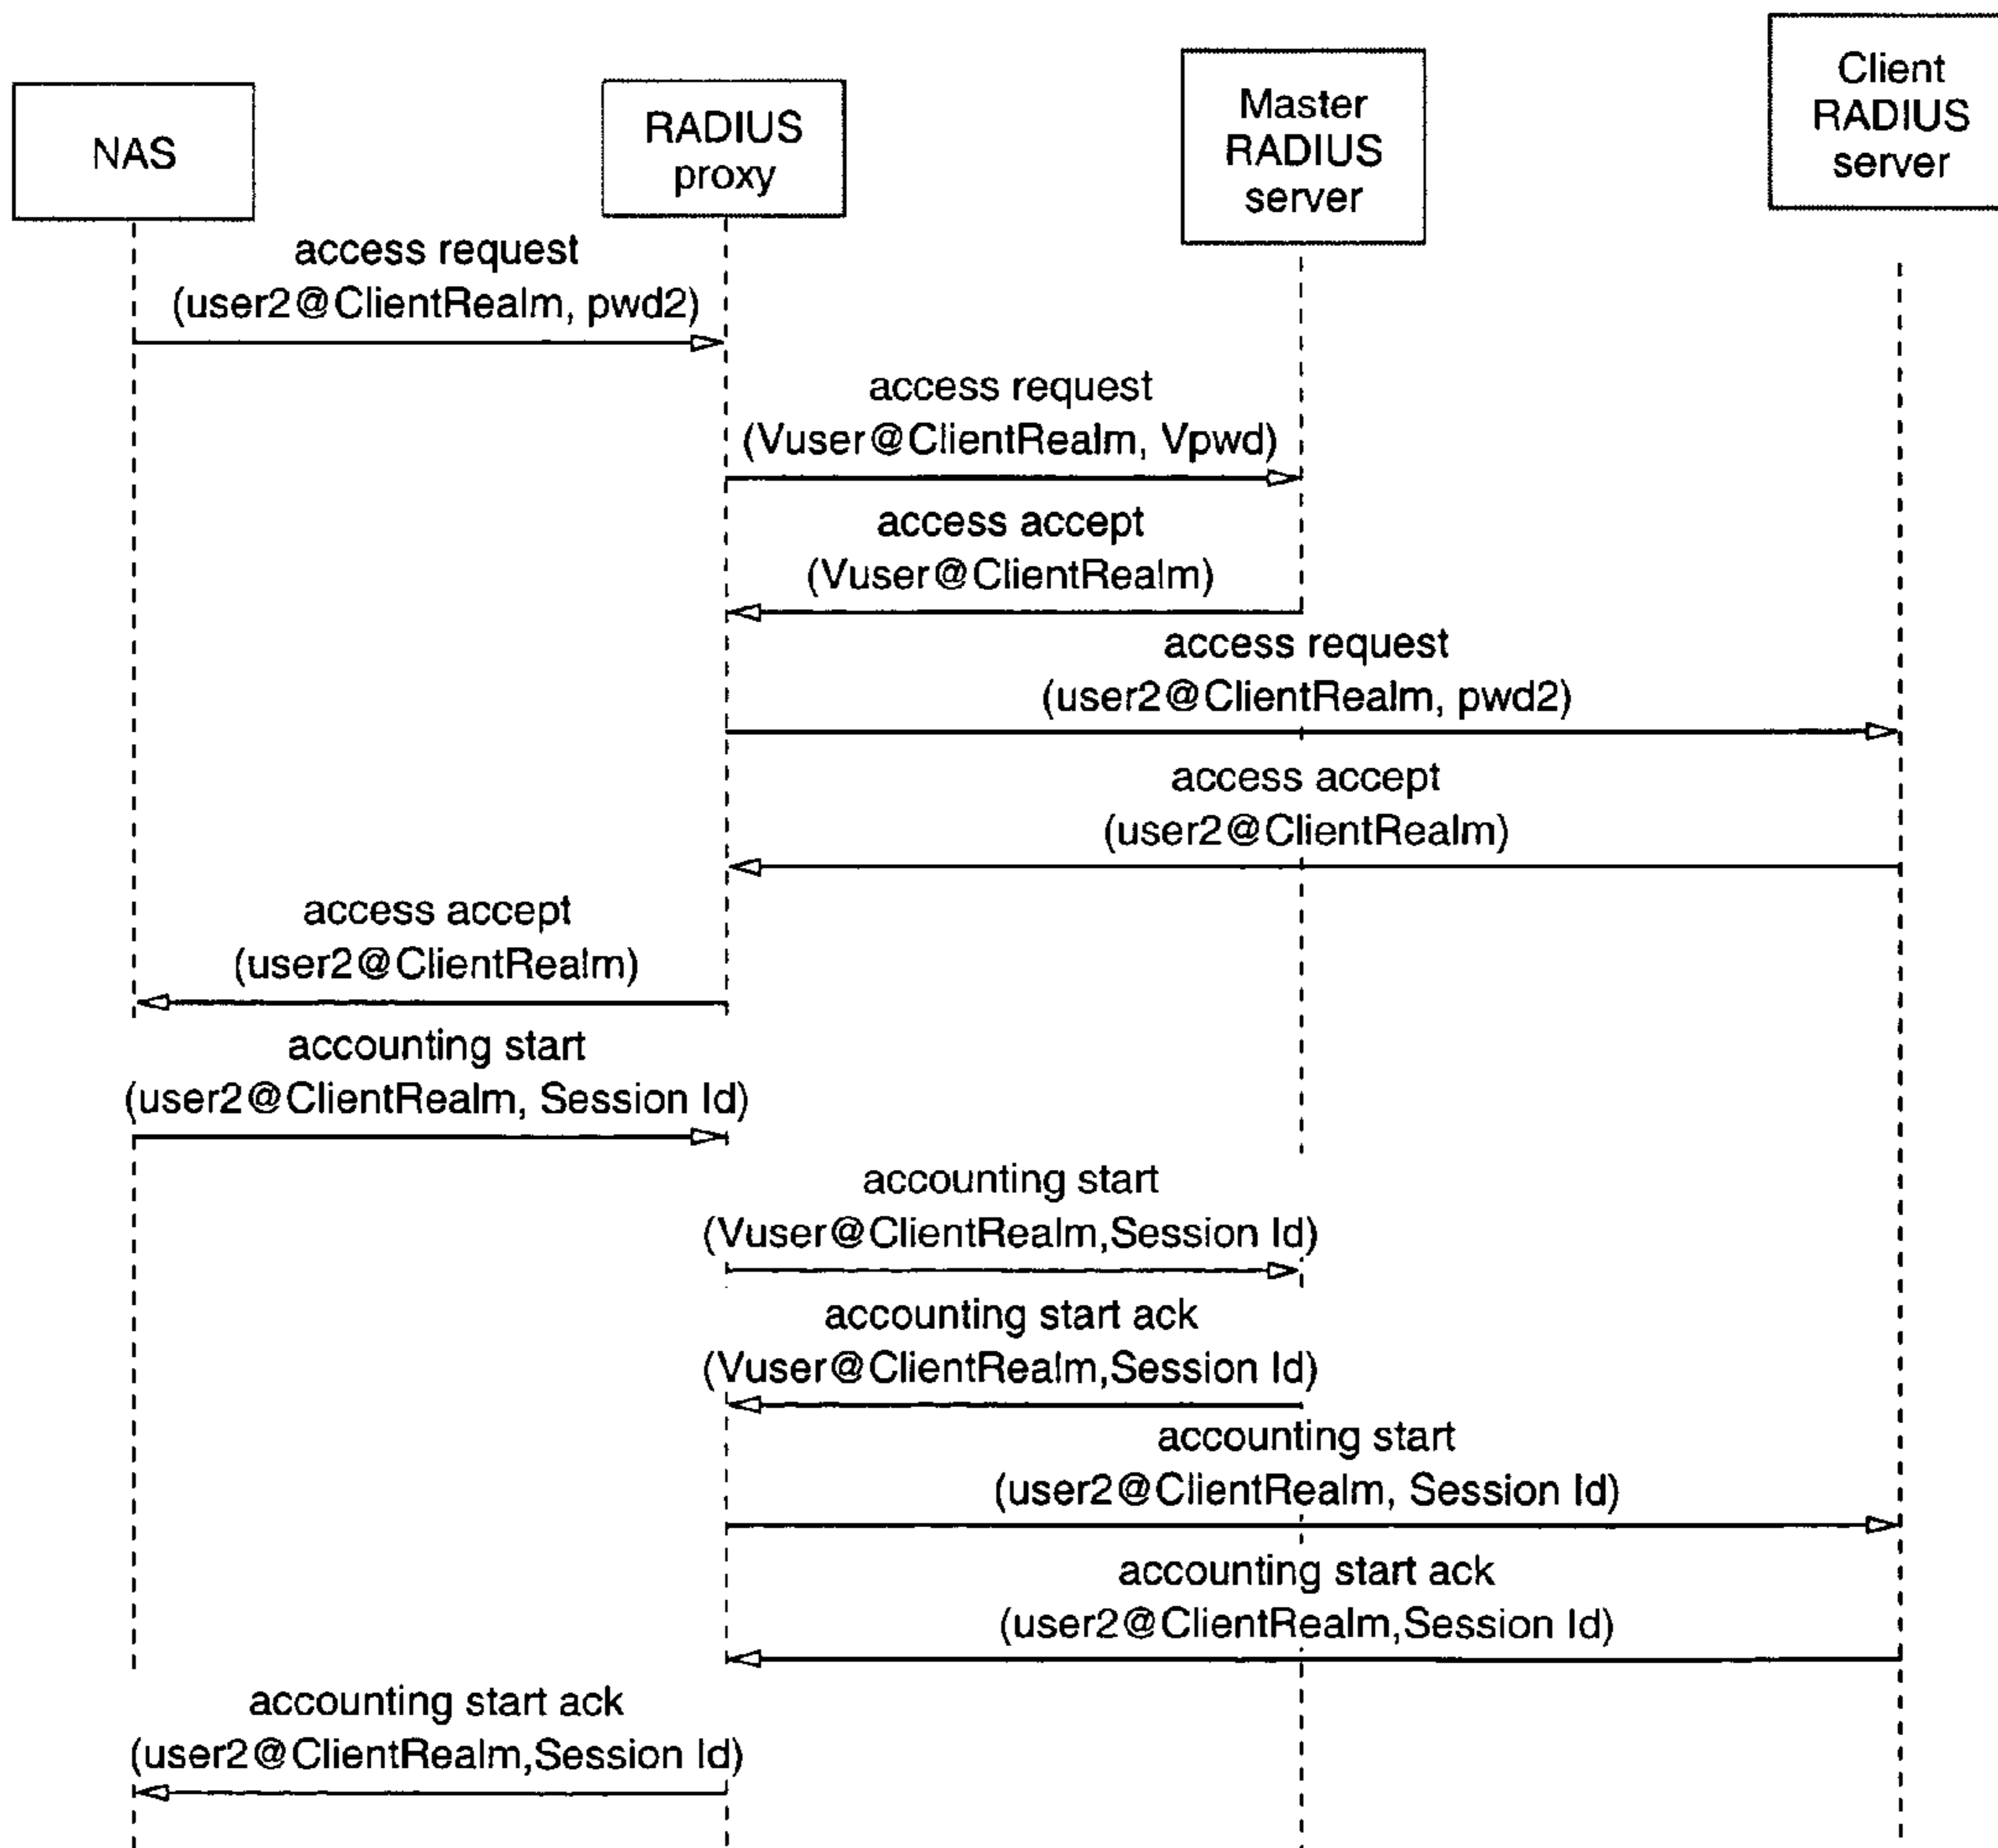 NAS
RADIUS
proxy
Master
RADIUS
server
Client
RADIUS
server
access request
(user2@ClientRealm, pwd2)
access request
(Vuser@ClientRealm, Vpwd)
access accept
(Vuser@ClientRealm)
access request
(user2@ClientRealm, pwd2)
access accept
(user2@ClientRealm)
access accept
(user2@ClientRealm)
accounting start
(user2@ClientRealm, Session Id)
accounting start
(Vuser@ClientRealm,Session Id)
accounting start ack
(Vuser@ClientRealm,Session Id)
accounting start
(user2@ClientRealm, Session Id)
accounting start ack
(user2@ClientRealm,Session Id)
accounting start ack
(user2@ClientRealm,Session Id)